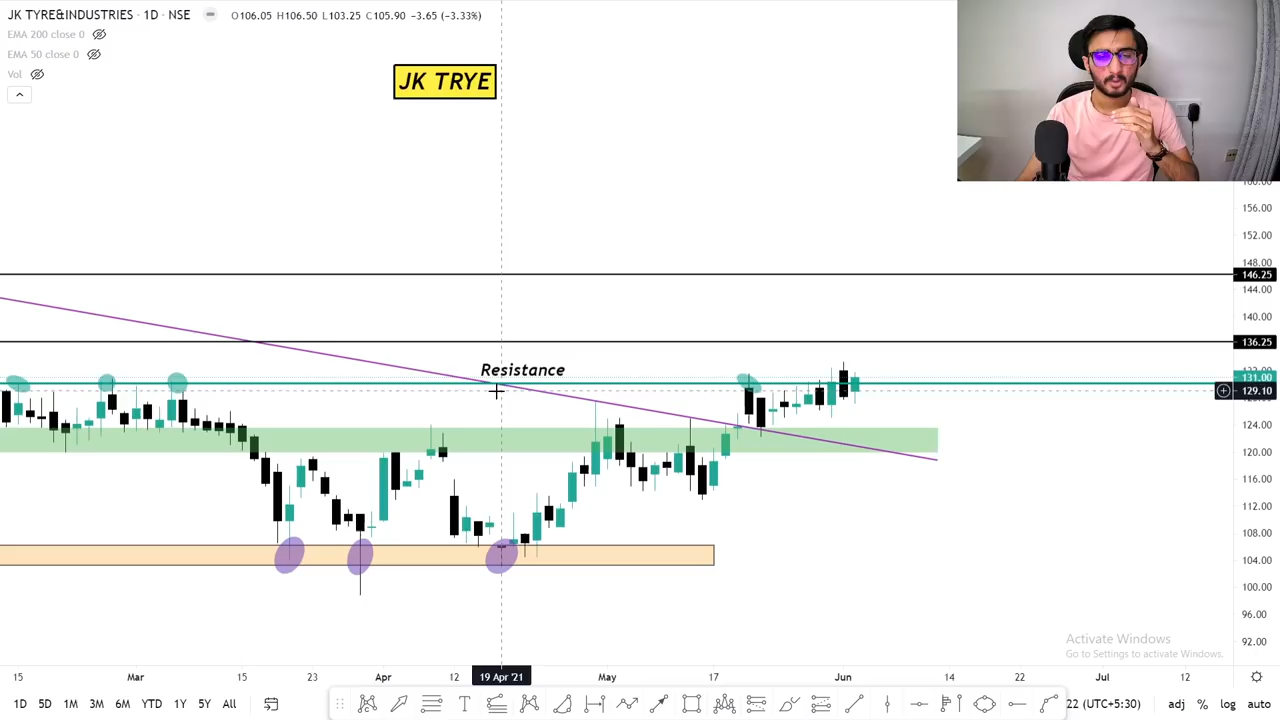 JK TYRE&INDUSTRIES · 1D · NSE O106.05 H106.50 L103.25 C105.90 -3.65 (-3.33%)
EMA 200 close 0
EMA 50 close 0
Vol
JK TRYE
156.00
152.00
148.00
146.25
144.00
140.00
136.25
Resistance
131.00
129.10
124.00
120.00
116.00
112.00
108.00
104.00
100.00
96.00
92.00
Activate Windows
Go to Settings to activate Windows.
15 Mar 15 23 Apr 12 19 Apr '21 May 17 Jun 14 22 Jul 12
1D 5D 1M 3M 6M YTD 1Y 5Y All 22 (UTC+5:30) adj % log auto